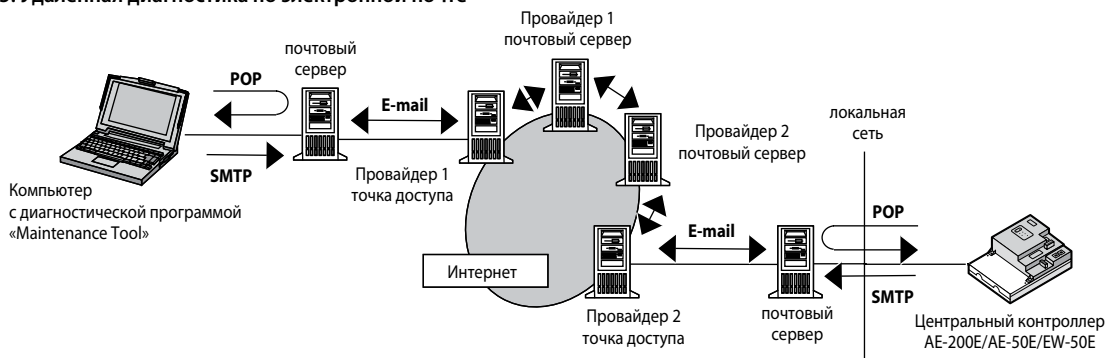 Удаленная диагностика по электронной почте
Провайдер 1
почтовый сервер
почтовый
сервер
POP
E-mail
SMTP
Компьютер
с диагностической программой
«Maintenance Tool»
Провайдер 1
точка доступа
Провайдер 2
почтовый сервер
локальная
сеть
Интернет
E-mail
POP
SMTP
Провайдер 2
точка доступа
почтовый
сервер
Центральный контроллер
AE-200E/AE-50E/EW-50E